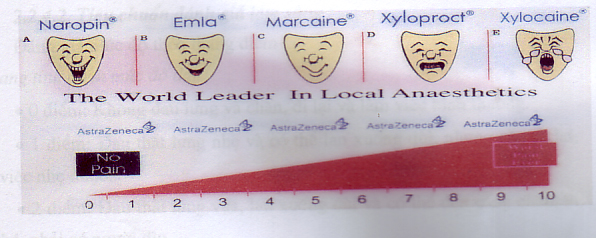 Naropin® Emla® Marcaine® Xyloproct® Xylocaine®
A B C D E
The World Leader In Local Anaesthetics
AstraZeneca AstraZeneca AstraZeneca AstraZeneca AstraZeneca
No
Pain
0 1 2 3 4 5 6 7 8 9 10